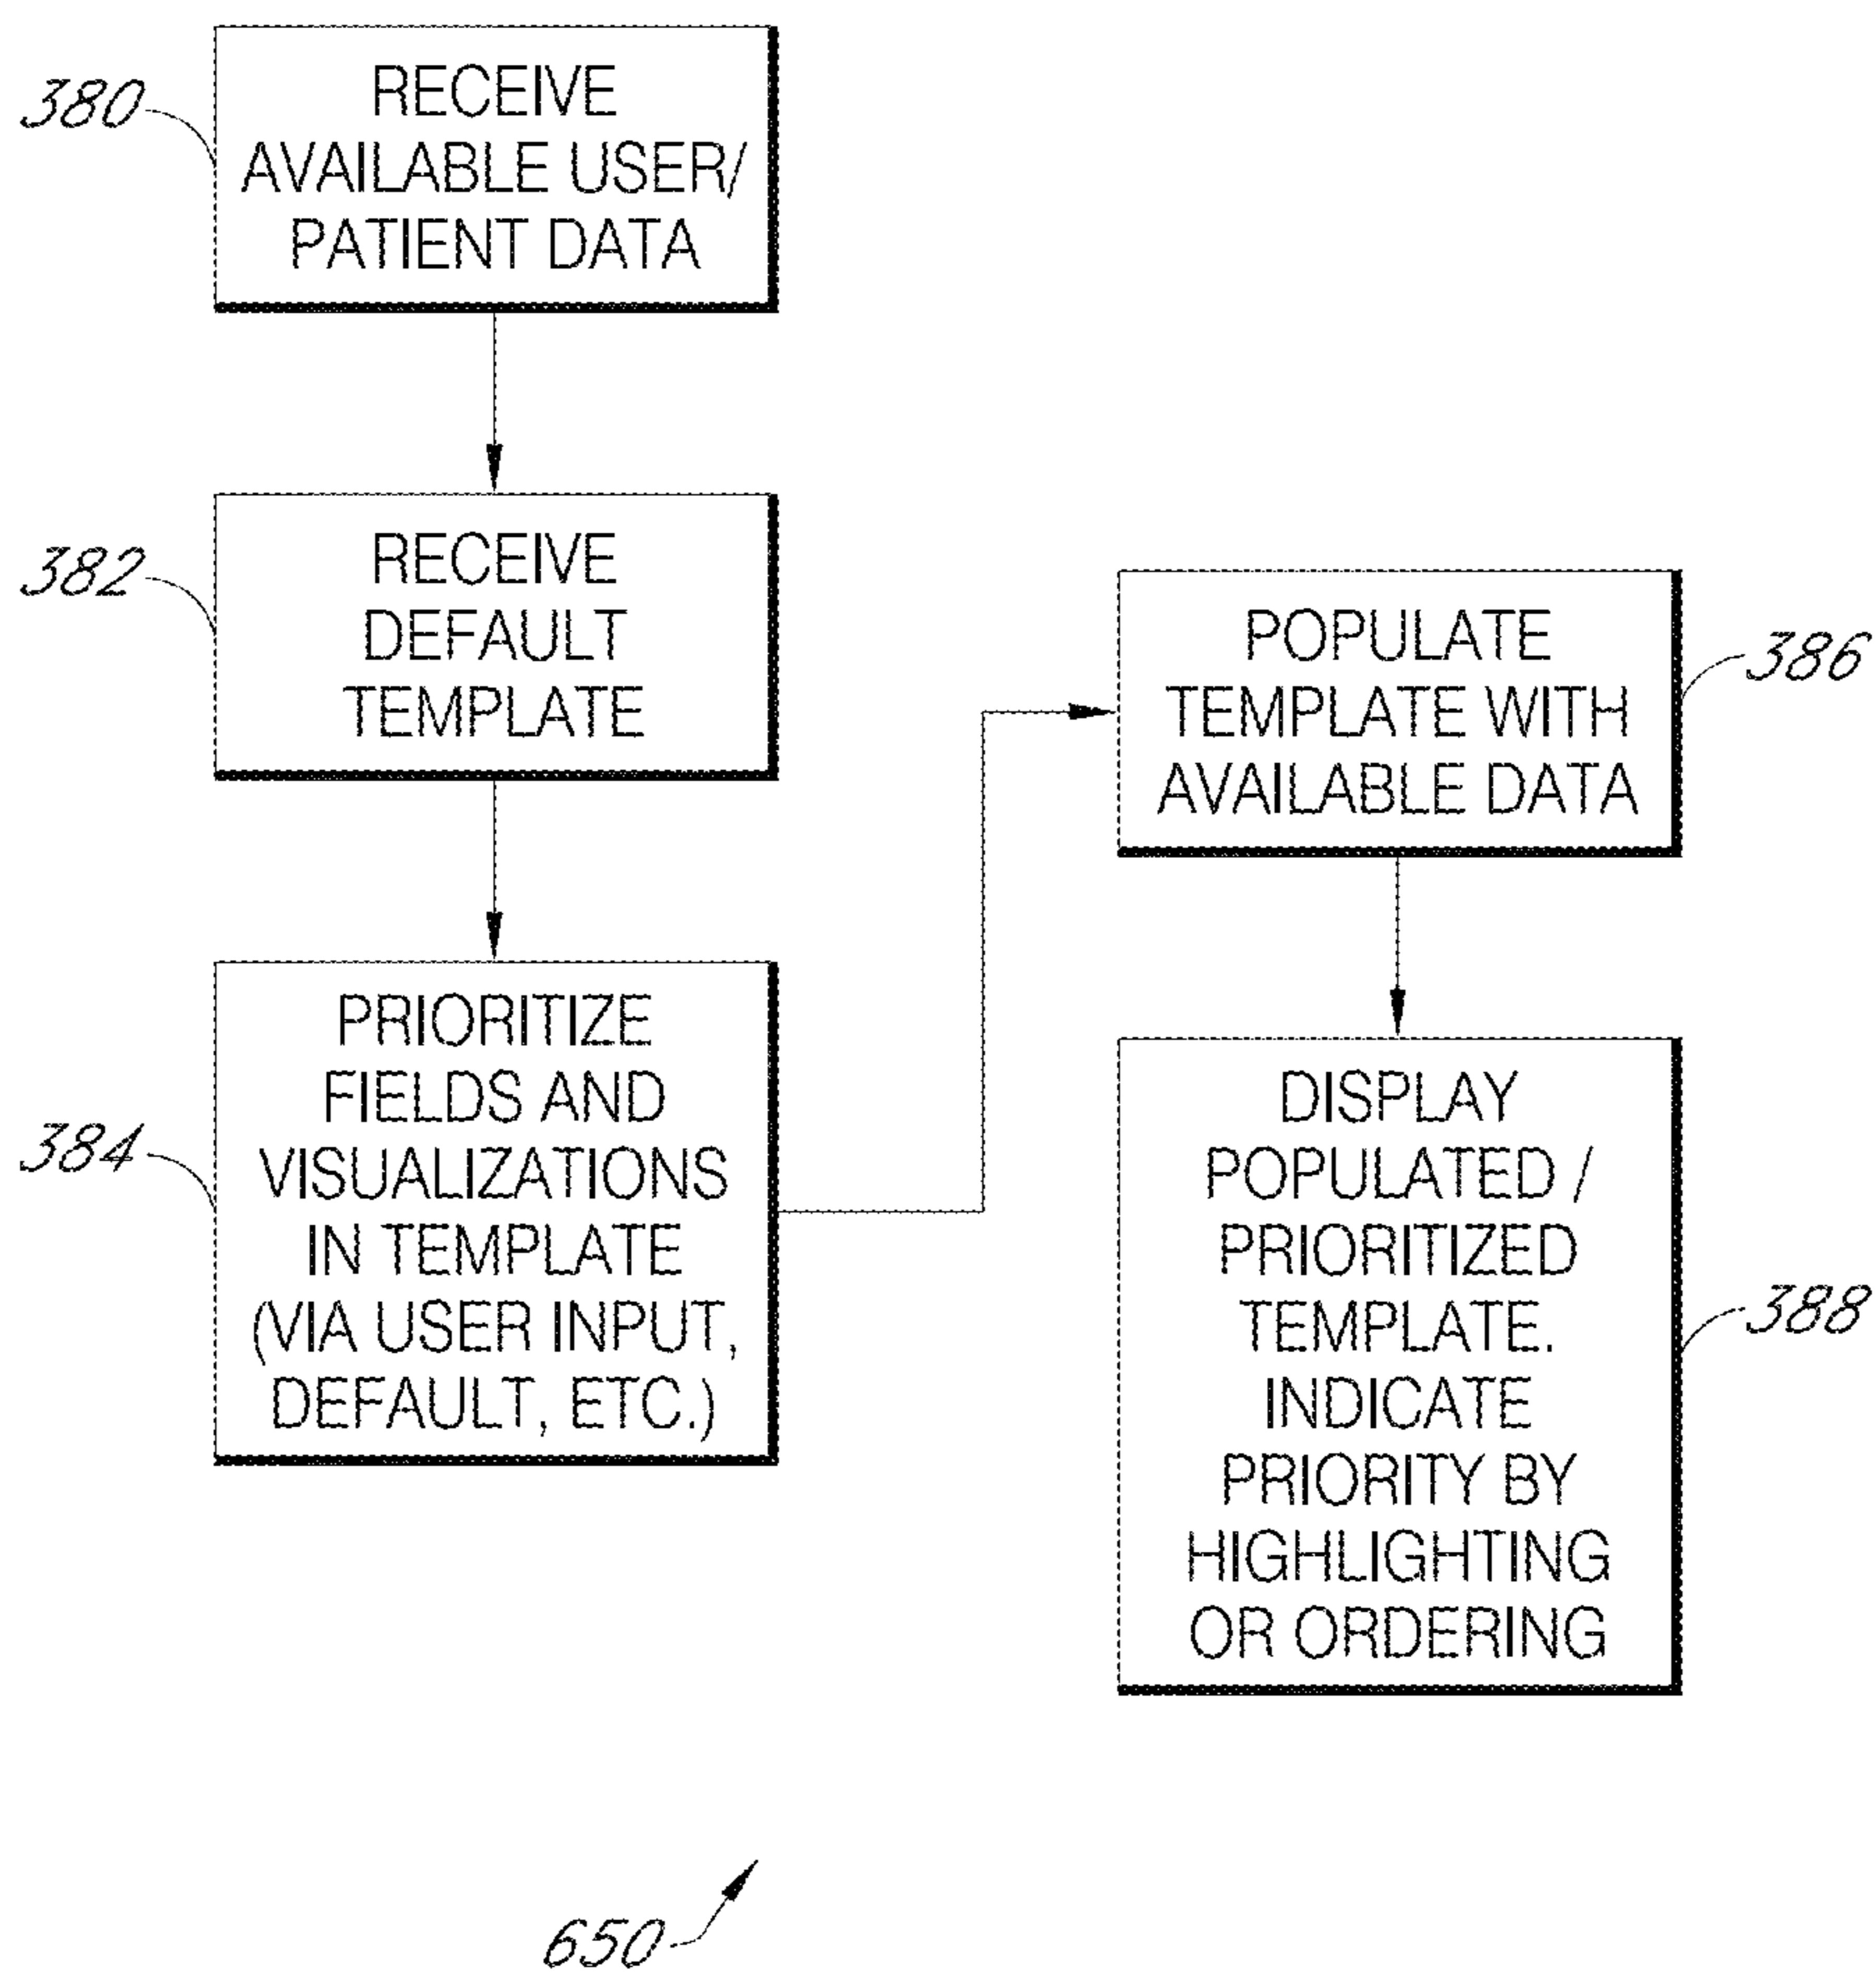 380
RECEIVE
AVAILABLE USER/
PATIENT DATA
382
RECEIVE
DEFAULT
TEMPLATE
384
PRIORITIZE
FIELDS AND
VISUALIZATIONS
IN TEMPLATE
(VIA USER INPUT,
DEFAULT, ETC.)
POPULATE
TEMPLATE WITH
AVAILABLE DATA
386
DISPLAY
POPULATED /
PRIORITIZED
TEMPLATE.
INDICATE
PRIORITY BY
HIGHLIGHTING
OR ORDERING
388
650